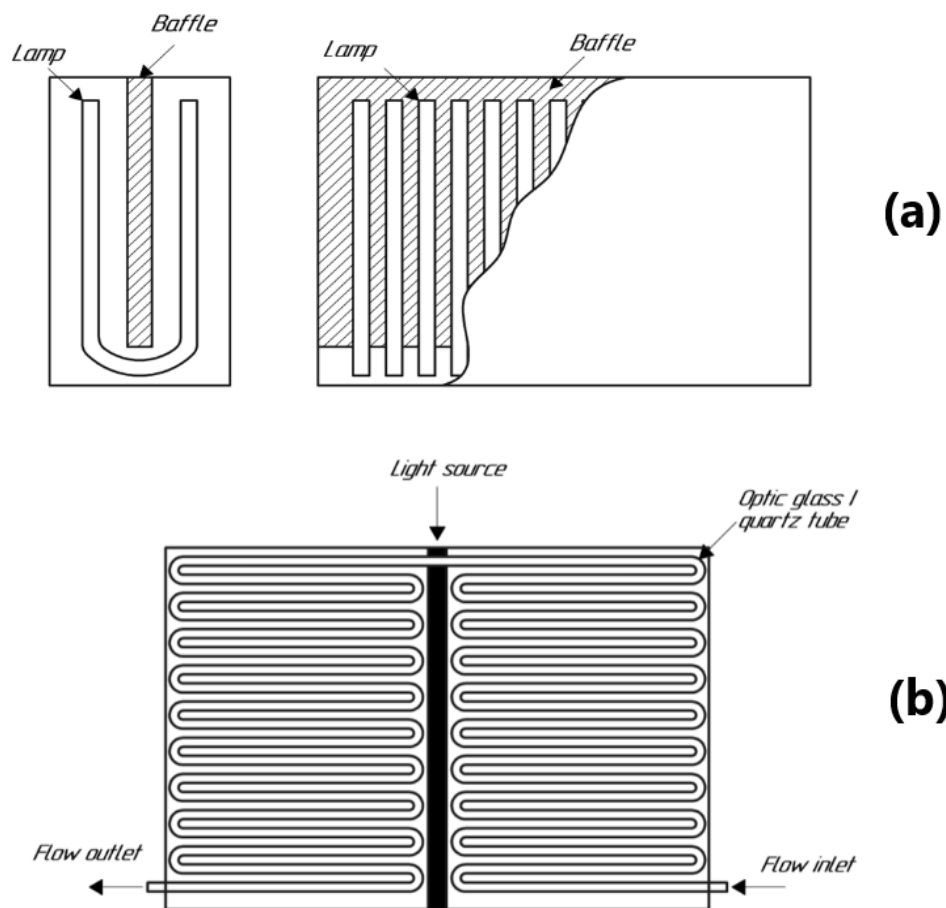 Lamp
Baffle
Lamp
Baffle
(a)
Light source
Optic glass /
quartz tube
Flow outlet
Flow inlet
(b)